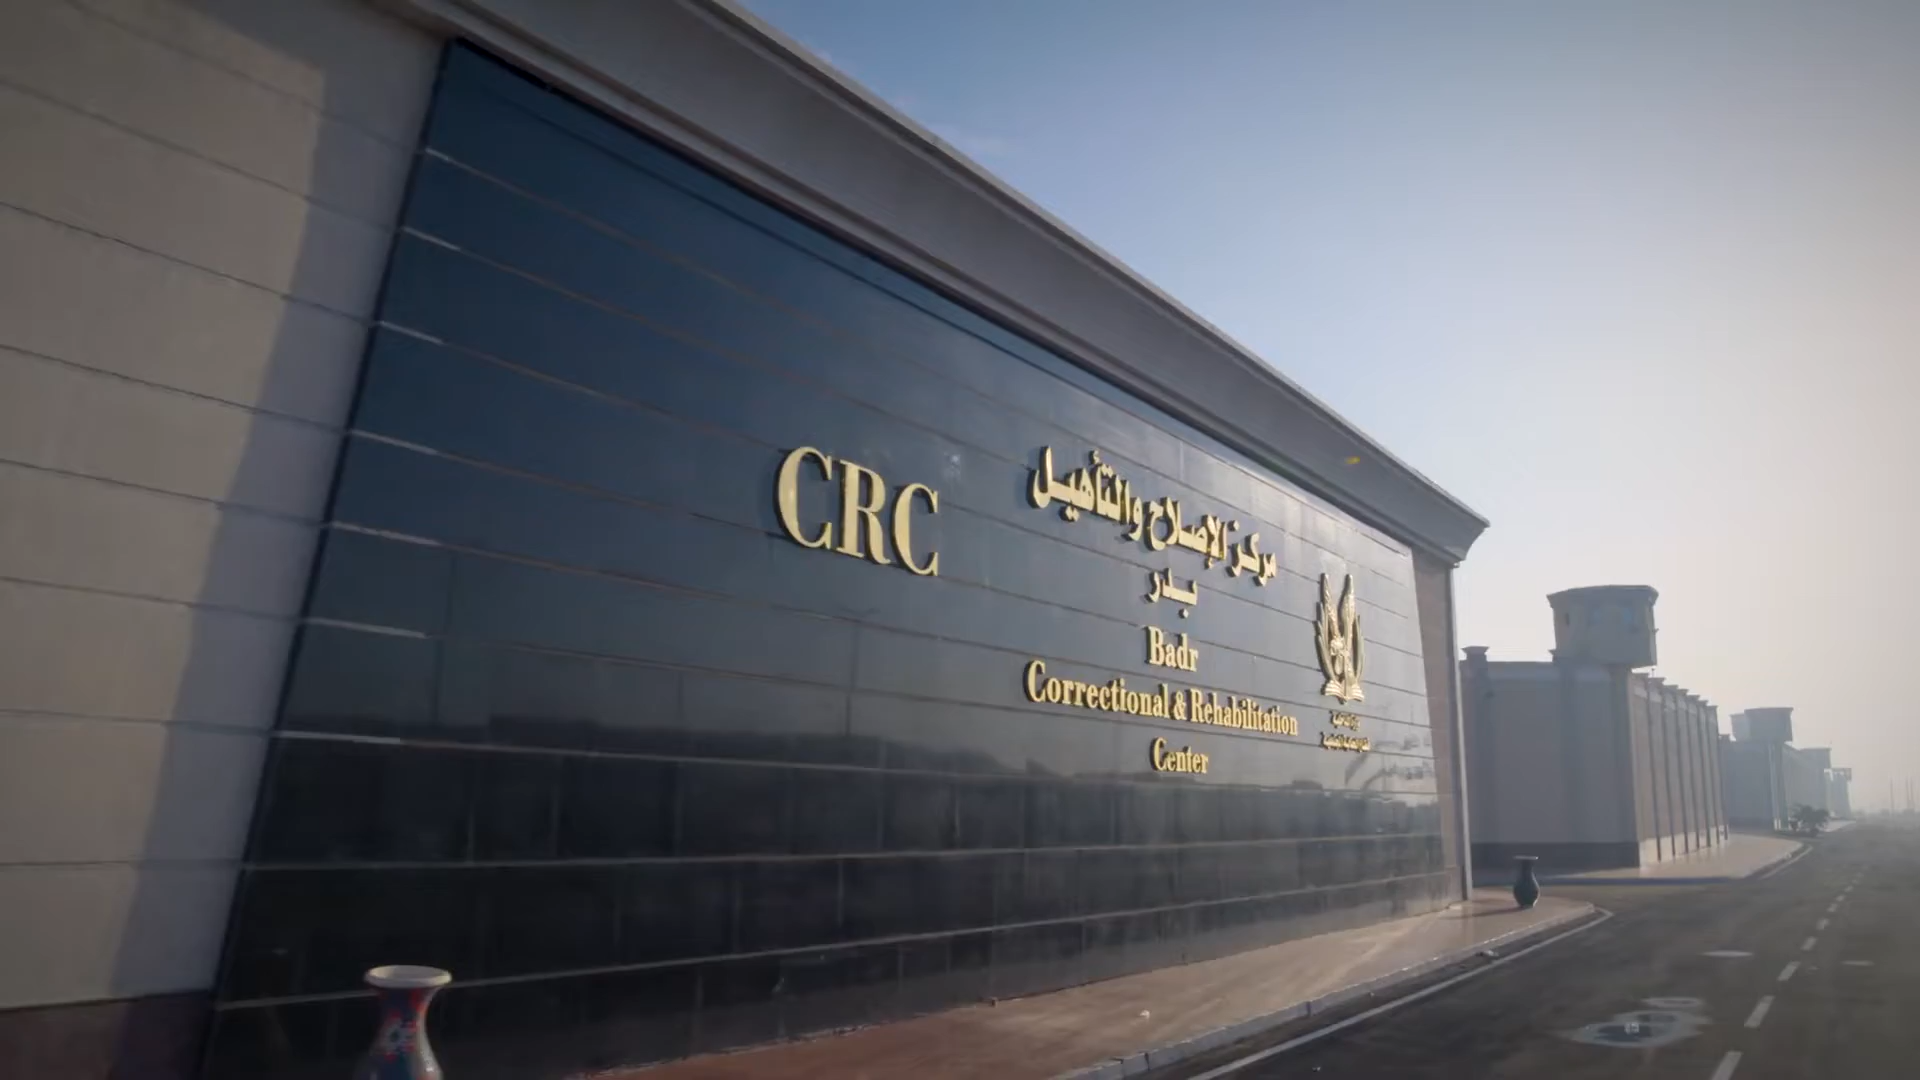 CRC
مركز الإصلاح والتأهيل
بدر
Badr
Correctional & Rehabilitation
Center